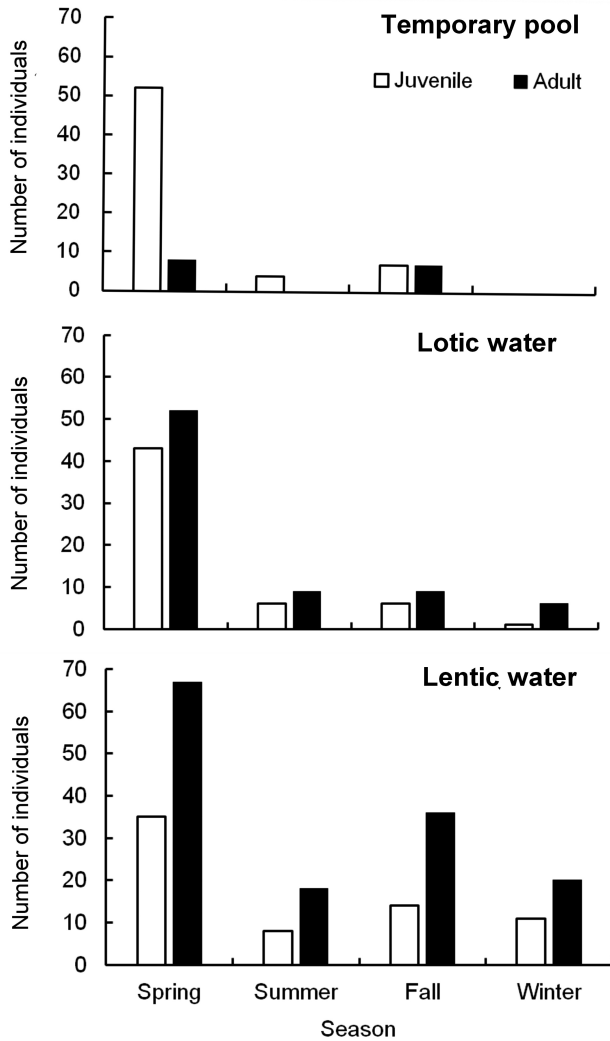 Temporary pool
Juvenile Adult
Number of individuals
70
60
50
40
30
20
10
0
Lotic water
Number of individuals
70
60
50
40
30
20
10
0
Lentic water
Number of individuals
70
60
50
40
30
20
10
0
Spring Summer Fall Winter
Season